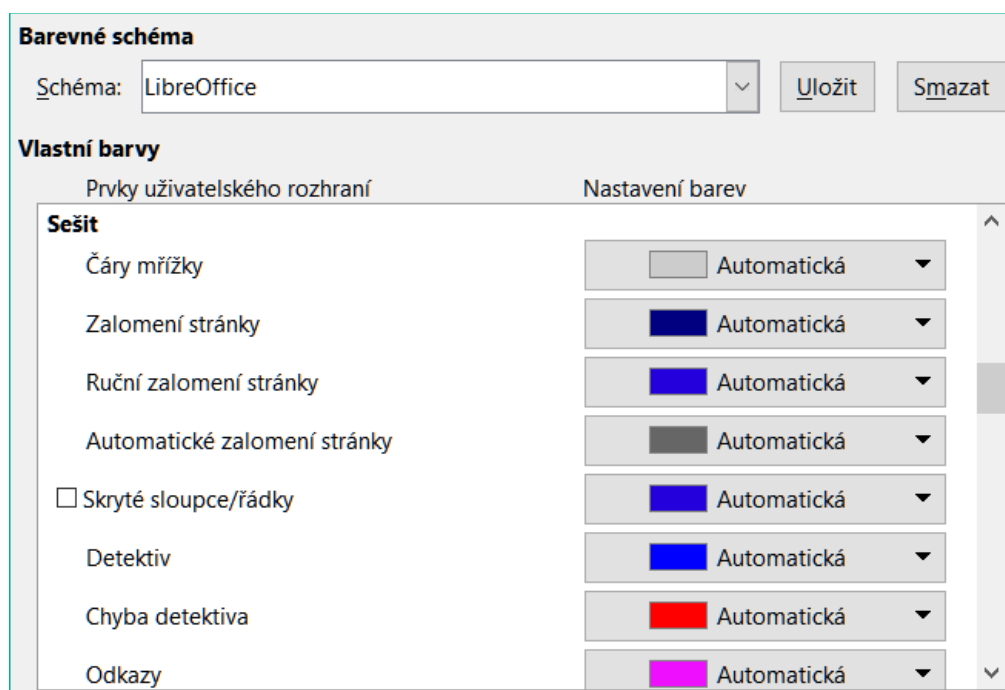 Barevné schéma
Schéma: LibreOffice Uložit Smazat
Vlastní barvy
Prvky uživatelského rozhraní Nastavení barev
Sešit
Čáry mřížky Automatická
Zalomení stránky Automatická
Ruční zalomení stránky Automatická
Automatické zalomení stránky Automatická
Skryté sloupce/řádky Automatická
Detektiv Automatická
Chyba detektiva Automatická
Odkazy Automatická